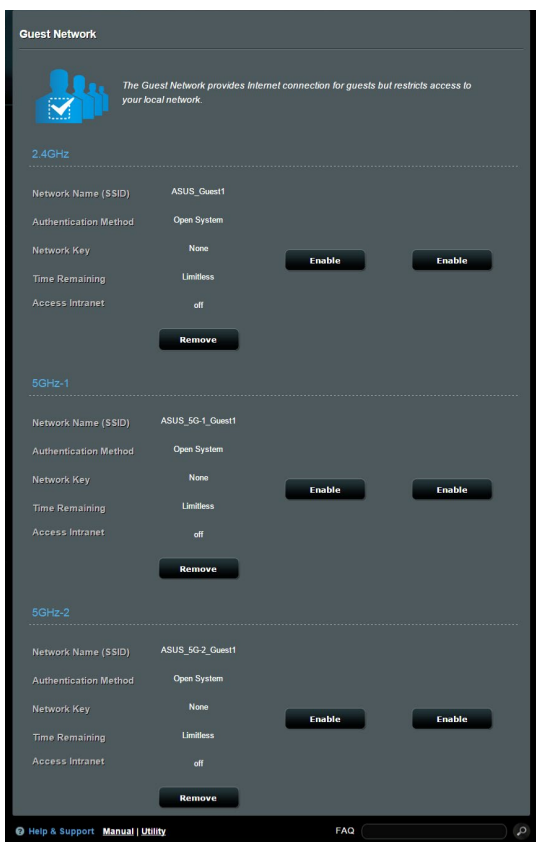 Guest Network
The Guest Network provides Internet connection for guests but restricts access to
your local network.
2.4GHz
Network Name (SSID) ASUS_Guest1
Authentication Method Open System
Network Key None
Enable Enable
Time Remaining Limitless
Access Intranet off
Remove
5GHz-1
Network Name (SSID) ASUS_5G-1_Guest1
Authentication Method Open System
Network Key None
Enable Enable
Time Remaining Limitless
Access Intranet off
Remove
5GHz-2
Network Name (SSID) ASUS_5G-2_Guest1
Authentication Method Open System
Network Key None
Enable Enable
Time Remaining Limitless
Access Intranet off
Remove
? Help & Support Manual | Utility FAQ